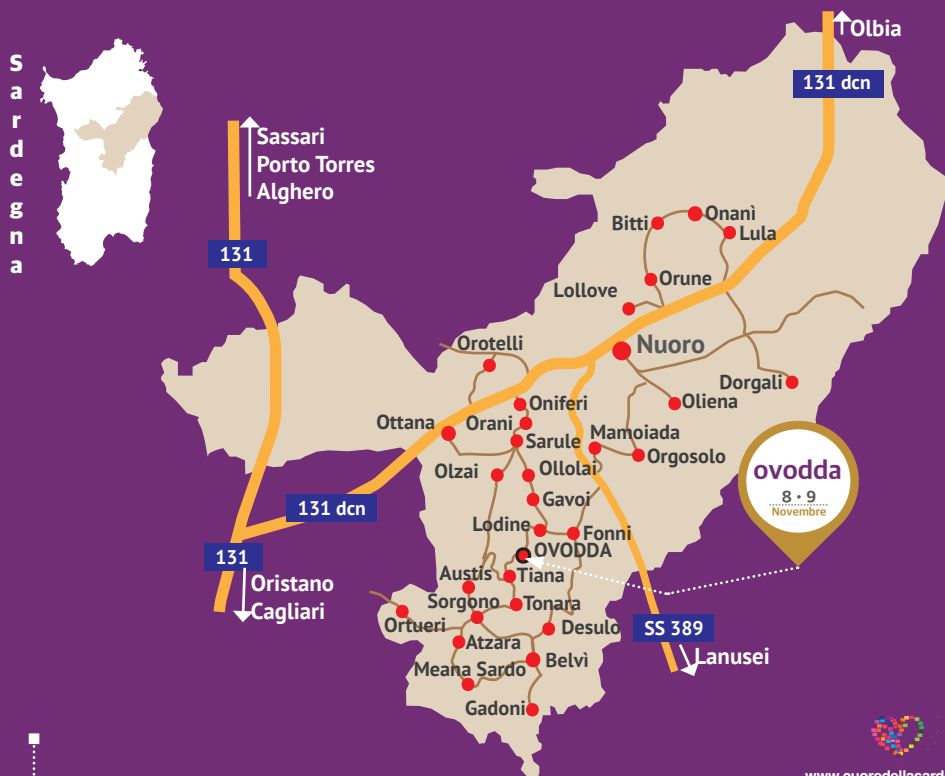 Sardegna
Olbia
131 dcn
Sassari
Porto Torres
Alghero
131
Bitti
Onanì
Lula
Orune
Lollove
Nuoro
Orotelli
Dorgali
Oliena
Oniferi
Ottana
Orani
Sarule
Mamoiada
Orgosolo
Olzai
Ollolai
Gavoi
ovodda
8 • 9
Novembre
131 dcn
Lodine
Fonni
OVODDA
131
Oristano
Cagliari
Austis
Tiana
Sorgono
Tonara
Ortueri
Desulo
SS 389
Atzara
Lanusei
Belvì
Meana Sardo
Gadoni